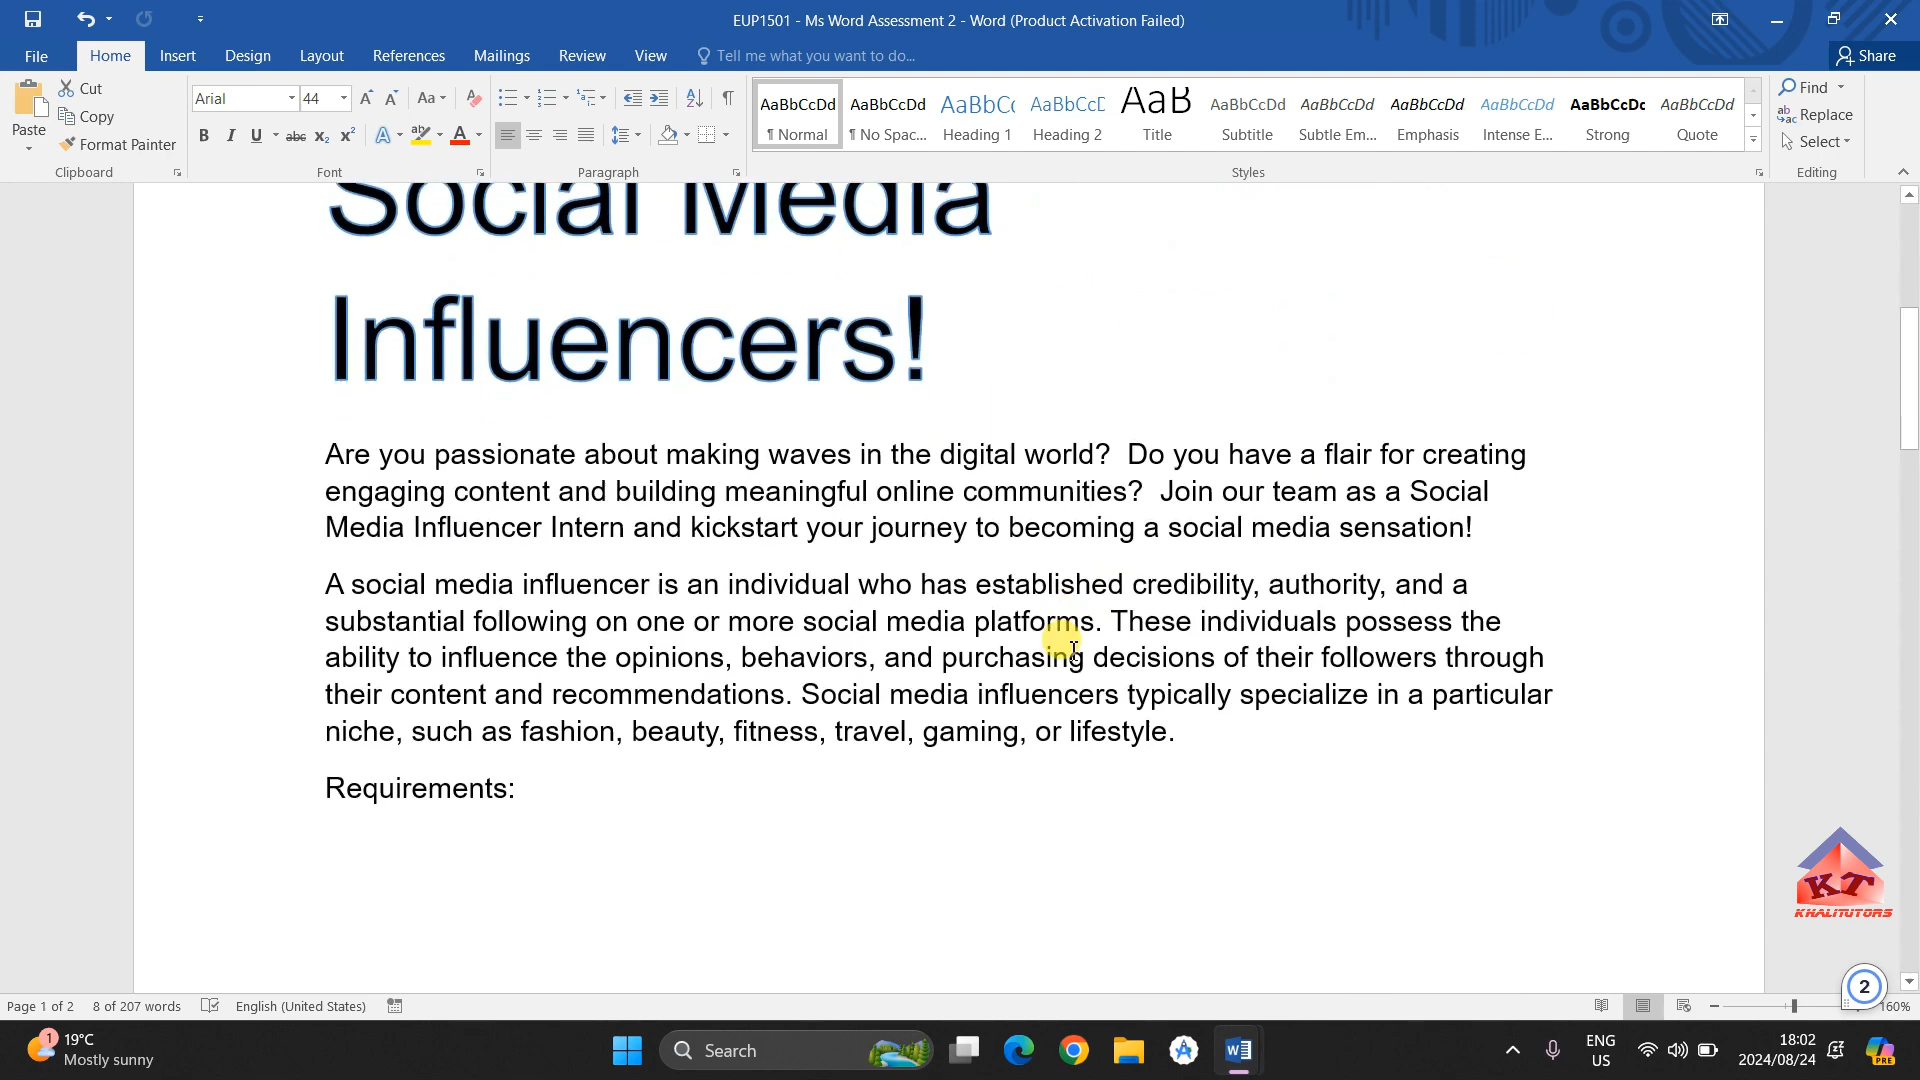 EUP1501 - Ms Word Assessment 2 - Word (Product Activation Failed)
File Home Insert Design Layout References Mailings Review View Tell me what you want to do... Share
Paste
Cut
Copy
Format Painter
Clipboard
Arial 44
Font
Paragraph
AaBbCcDd AaBbCcDd AaBbC AaBbCcC AaB AaBbCcDd AaBbCcDd AaBbCcDd AaBbCcDd AaBbCcDc AaBbCcDd
¶ Normal ¶ No Spac... Heading 1 Heading 2 Title Subtitle Subtle Em... Emphasis Intense E... Strong Quote
Styles
Find
Replace
Select
Editing
Social Media
Influencers!
Are you passionate about making waves in the digital world?  Do you have a flair for creating
engaging content and building meaningful online communities?  Join our team as a Social
Media Influencer Intern and kickstart your journey to becoming a social media sensation!
A social media influencer is an individual who has established credibility, authority, and a
substantial following on one or more social media platforms. These individuals possess the
ability to influence the opinions, behaviors, and purchasing decisions of their followers through
their content and recommendations. Social media influencers typically specialize in a particular
niche, such as fashion, beauty, fitness, travel, gaming, or lifestyle.
Requirements:
KT
KHALITUTORS
2
Page 1 of 2 8 of 207 words English (United States) 160%
1
19°C
Mostly sunny
Search
ENG
US
18:02
2024/08/24
PRE